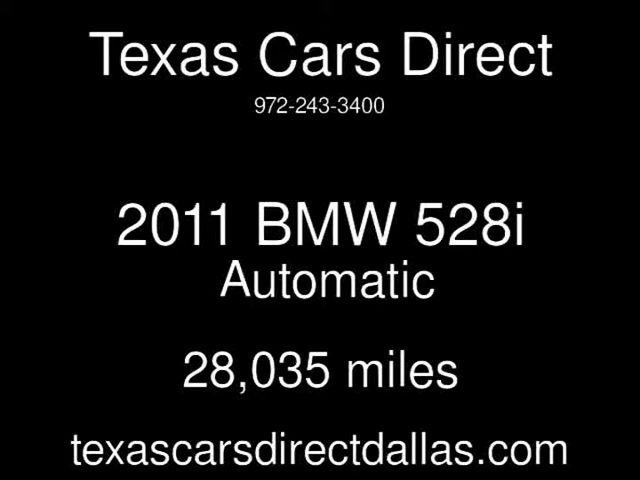 Texas Cars Direct
972-243-3400
2011 BMW 528i
Automatic
28,035 miles
texascarsdirectdallas.com